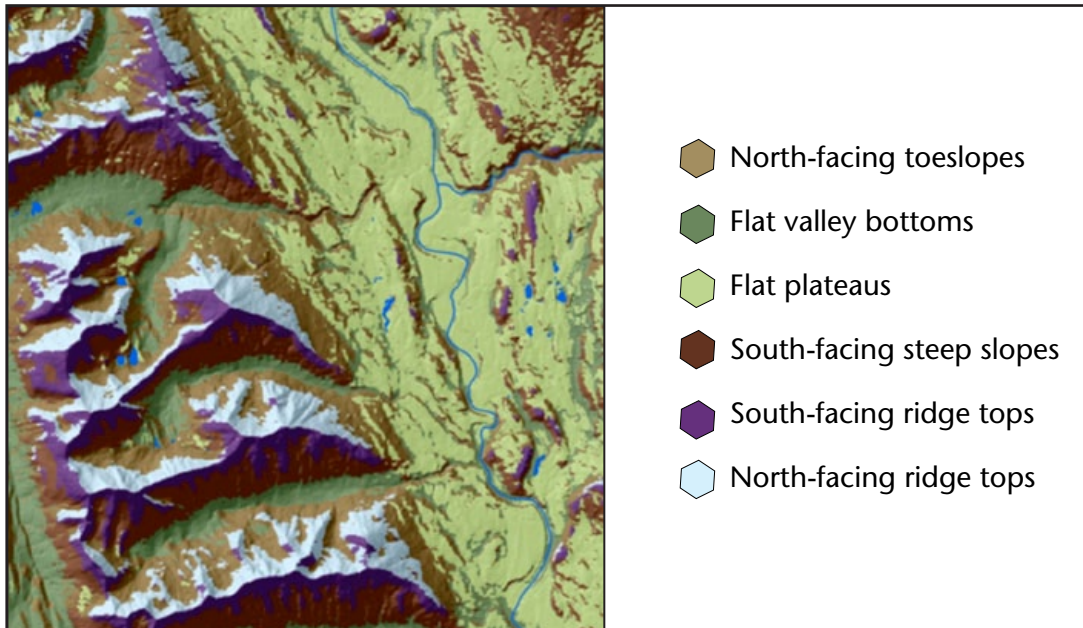 North-facing toeslopes
Flat valley bottoms
Flat plateaus
South-facing steep slopes
South-facing ridge tops
North-facing ridge tops